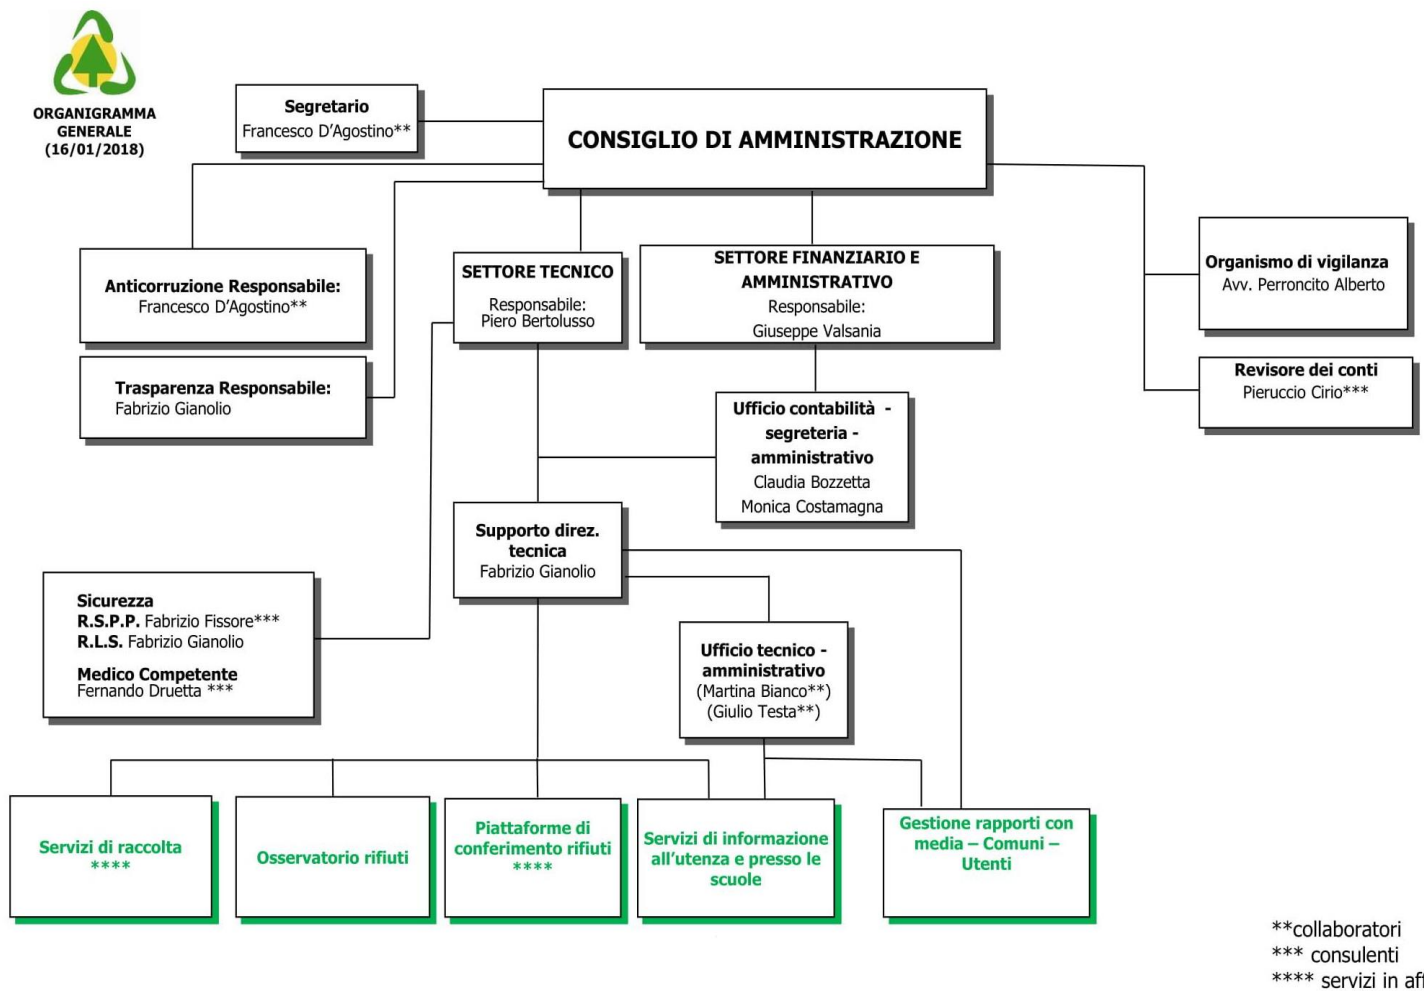 ORGANIGRAMMA
GENERALE
(16/01/2018)
Segretario
Francesco D'Agostino**
CONSIGLIO DI AMMINISTRAZIONE
Anticorruzione Responsabile:
Francesco D'Agostino**
Trasparenza Responsabile:
Fabrizio Gianolio
SETTORE TECNICO
Responsabile:
Piero Bertolusso
SETTORE FINANZIARIO E
AMMINISTRATIVO
Responsabile:
Giuseppe Valsania
Organismo di vigilanza
Avv. Perroncito Alberto
Revisore dei conti
Pieruccio Cirio***
Ufficio contabilità -
segreteria -
amministrativo
Claudia Bozzetta
Monica Costamagna
Supporto direz.
tecnica
Fabrizio Gianolio
Sicurezza
R.S.P.P. Fabrizio Fissore***
R.L.S. Fabrizio Gianolio
Medico Competente
Fernando Druetta ***
Ufficio tecnico -
amministrativo
(Martina Bianco**)
(Giulio Testa**)
Servizi di raccolta
****
Osservatorio rifiuti
Piattaforme di
conferimento rifiuti
****
Servizi di informazione
all'utenza e presso le
scuole
Gestione rapporti con
media – Comuni –
Utenti
**collaboratori
*** consulenti
**** servizi in